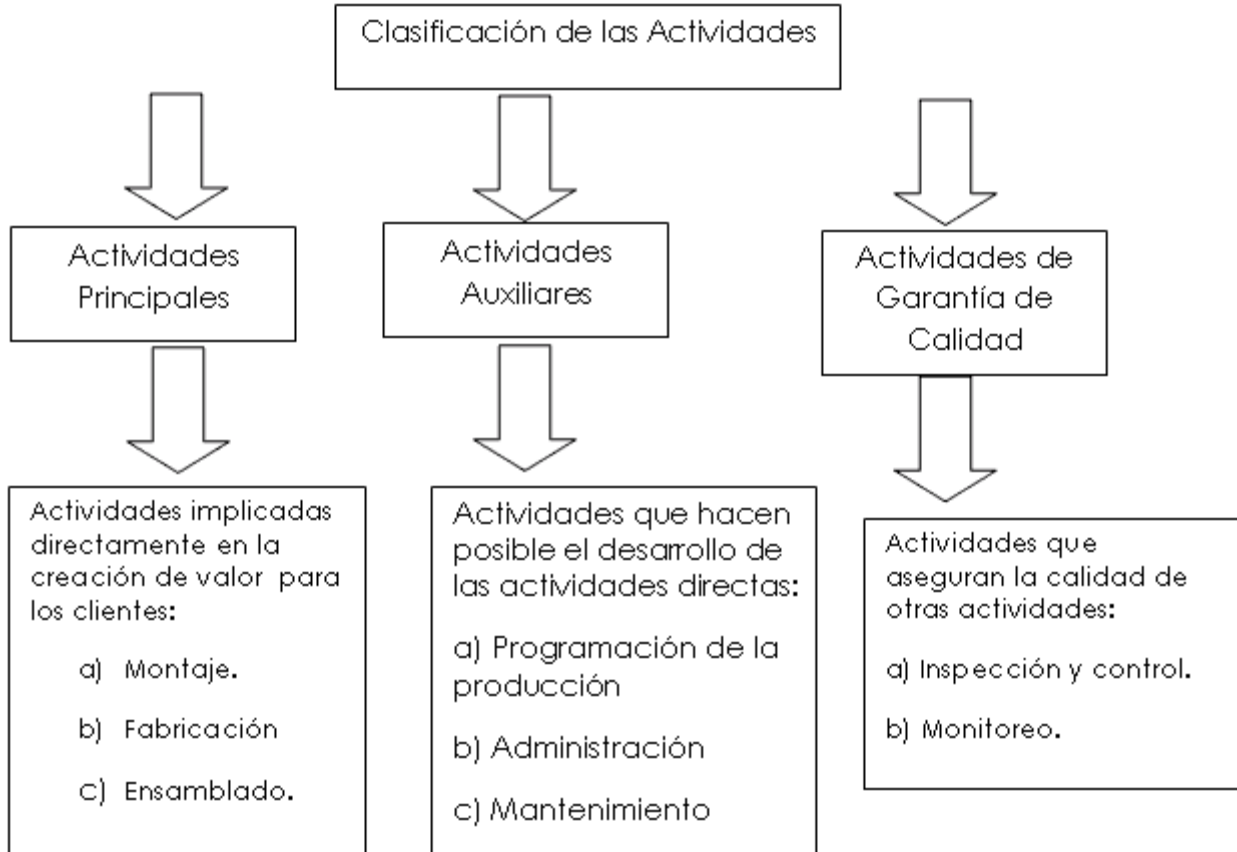 Clasificación de las Actividades
Actividades
Principales
Actividades
Auxiliares
Actividades de
Garantía de
Calidad
Actividades implicadas
directamente en la
creación de valor para
los clientes:
a) Montaje.
b) Fabricación
c) Ensamblado.
Actividades que hacen
posible el desarrollo de
las actividades directas:
a) Programación de la
producción
b) Administración
c) Mantenimiento
Actividades que
aseguran la calidad de
otras actividades:
a) Inspección y control.
b) Monitoreo.